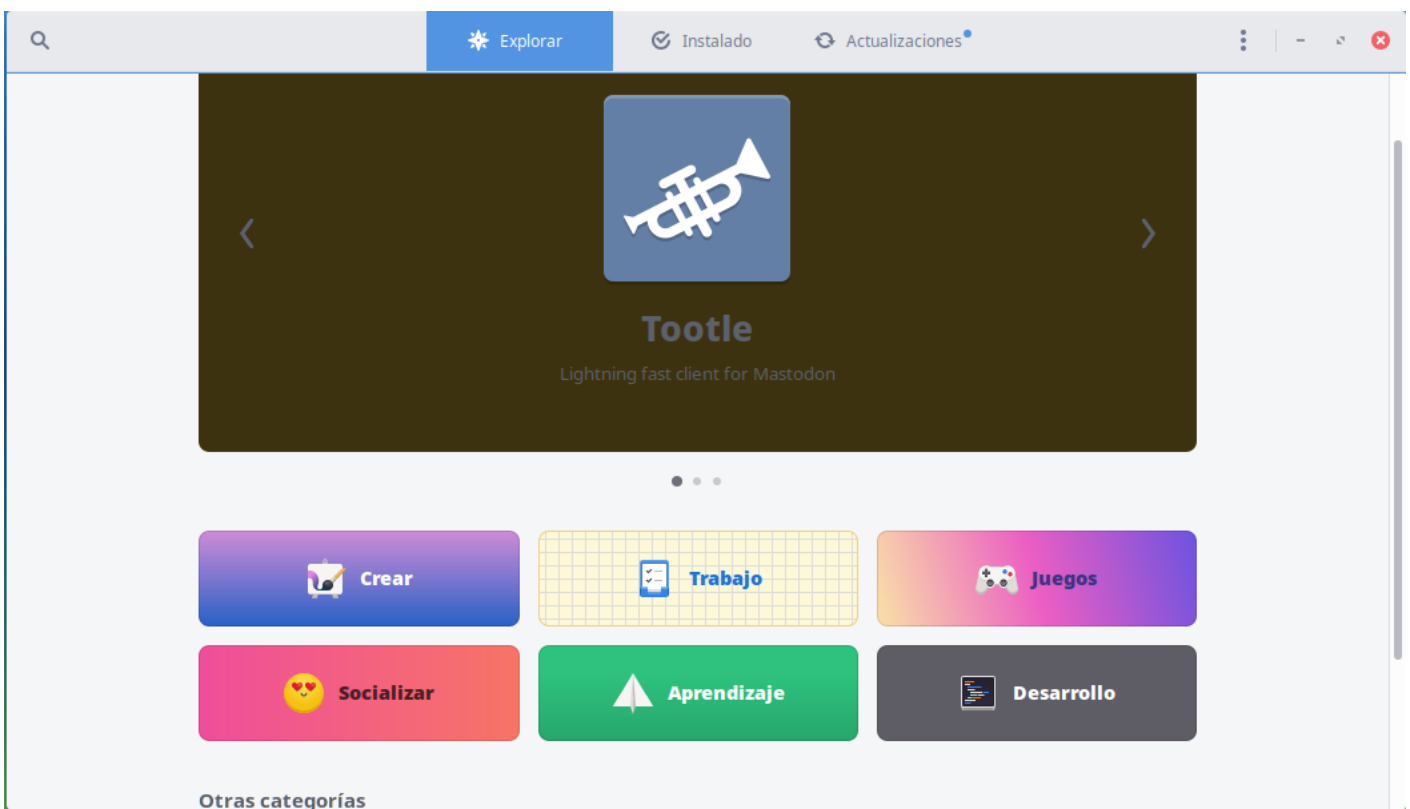 Explorar
Instalado
Actualizaciones
Tootle
Lightning fast client for Mastodon
Crear
Trabajo
Juegos
Socializar
Aprendizaje
Desarrollo
Otras categorías